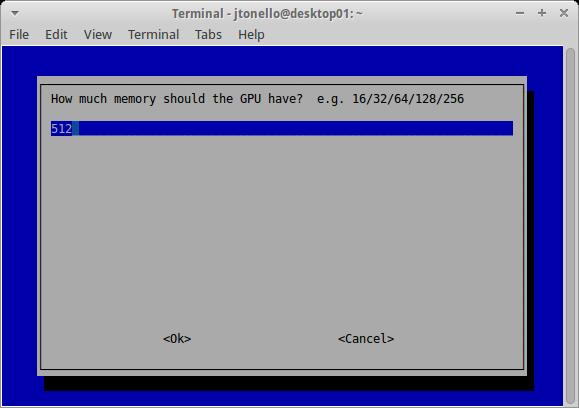 Terminal - jtonello@desktop01: ~
File Edit View Terminal Tabs Help
How much memory should the GPU have?  e.g. 16/32/64/128/256
512
<Ok> <Cancel>